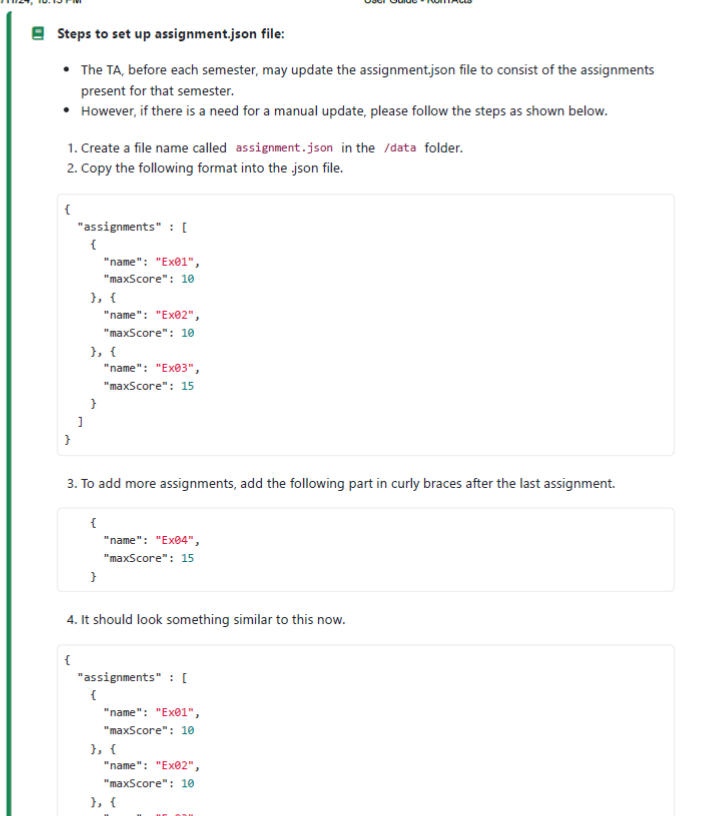 User Guide - RomActs
Steps to set up assignment.json file:
• The TA, before each semester, may update the assignment.json file to consist of the assignments
present for that semester.
• However, if there is a need for a manual update, please follow the steps as shown below.
1. Create a file name called assignment.json in the /data folder.
2. Copy the following format into the .json file.
{
"assignments" : [
{
"name": "Ex01",
"maxScore": 10
}, {
"name": "Ex02",
"maxScore": 10
}, {
"name": "Ex03",
"maxScore": 15
}
]
}
3. To add more assignments, add the following part in curly braces after the last assignment.
{
"name": "Ex04",
"maxScore": 15
}
4. It should look something similar to this now.
{
"assignments" : [
{
"name": "Ex01",
"maxScore": 10
}, {
"name": "Ex02",
"maxScore": 10
}, {